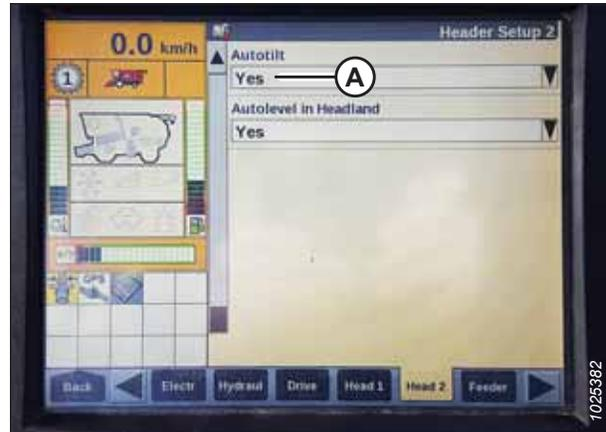 Header Setup 2
0.0 km/h
Autotilt
1
Yes
A
Autolevel in Headland
Yes
GPS
Back
Electr
Hydraul
Drive
Head 1
Head 2
Feeder
1025382